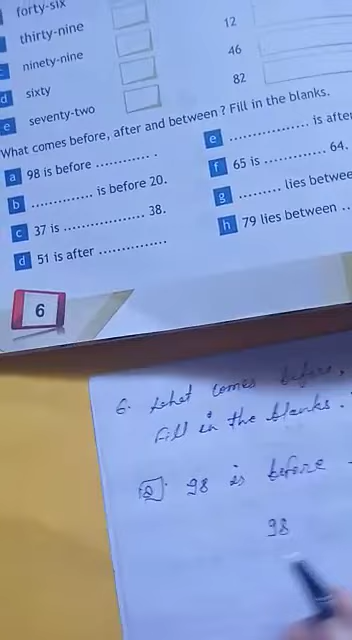 forty-six
thirty-nine
ninety-nine
d sixty
e seventy-two
12
46
82
What comes before, after and between ? Fill in the blanks.
a 98 is before ............ .
b ............. is before 20.
c 37 is ................. 38.
d 51 is after ..............
e ................ is after
f 65 is ............. 64.
g ......... lies between
h 79 lies between ..
6
6. What comes before,
Fill in the blanks.
(a). 98 is before -
98